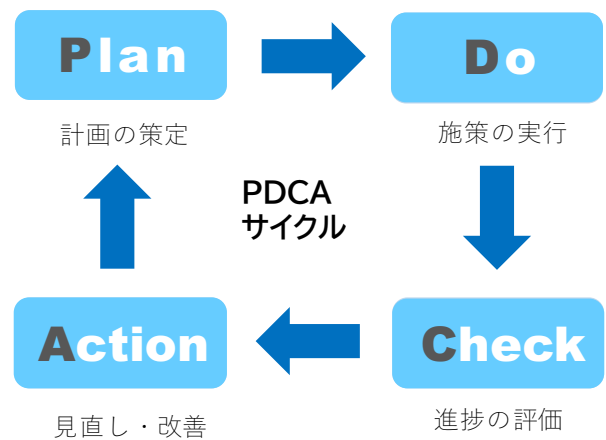 Plan
Do
計画の策定
施策の実行
PDCA
サイクル
Action
Check
見直し・改善
進捗の評価